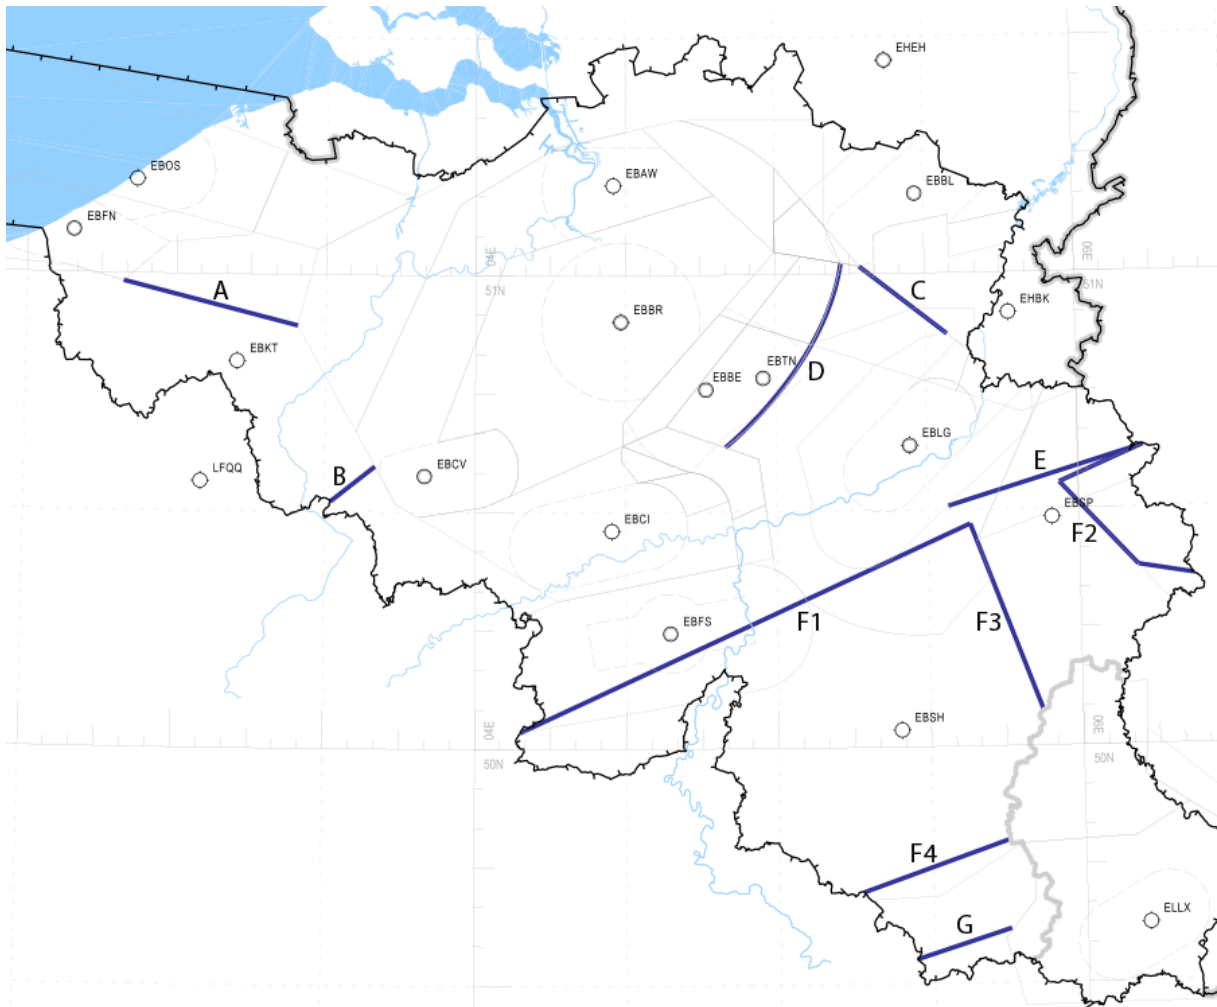 EHEH
EBOS
EBAW
EBBL
EBFN
04E
06E
51N
51N
A
C
EHBK
EBBR
EBKT
EBTN
D
EBBE
EBLG
LFQQ
B
EBCV
E
EBSP
EBCI
F2
F1
F3
EBFS
04E
06E
EBSH
50N
50N
F4
ELLX
G